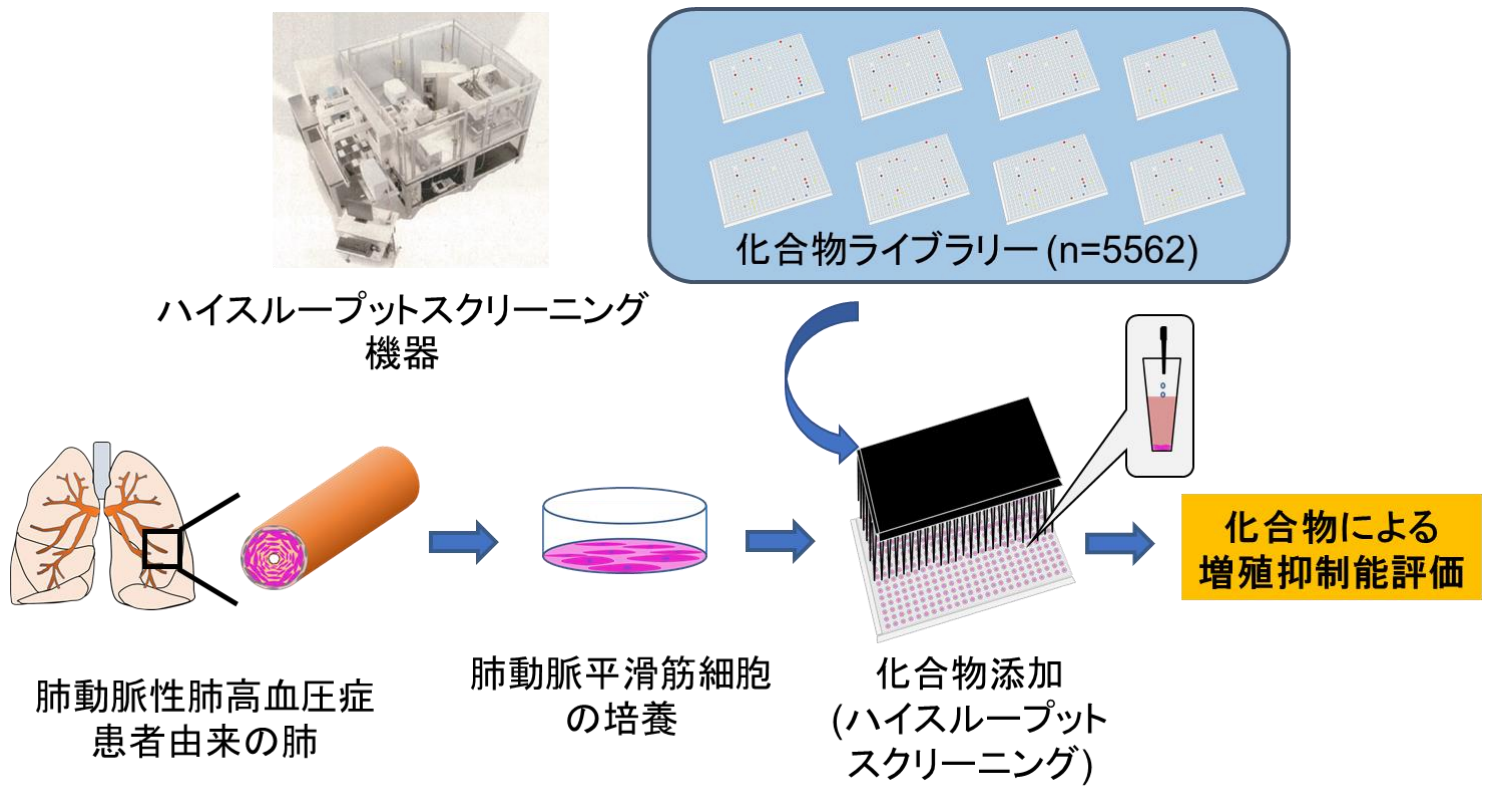 化合物ライブラリー (n=5562)
ハイスループットスクリーニング
機器
肺動脈性肺高血圧症
患者由来の肺
肺動脈平滑筋細胞
の培養
化合物添加
(ハイスループット
スクリーニング)
化合物による
増殖抑制能評価